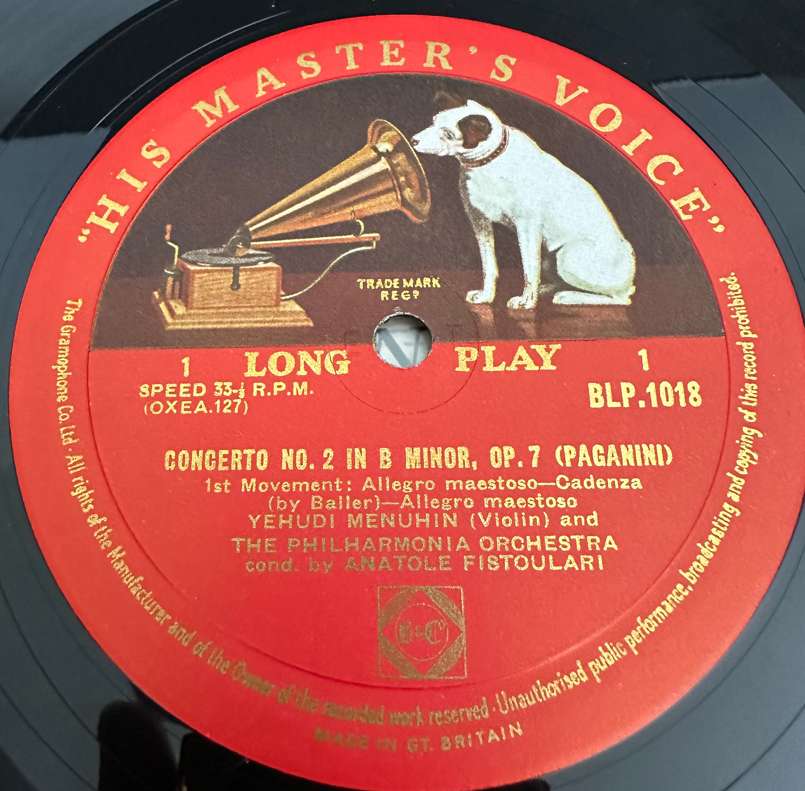 "HIS MASTER'S VOICE"
TRADE MARK
REGD
1 LONG PLAY 1
SPEED 33-⅓ R.P.M.
(OXEA.127)
BLP.1018
CONCERTO NO. 2 IN B MINOR, OP. 7 (PAGANINI)
1st Movement: Allegro maestoso—Cadenza
(by Baller)—Allegro maestoso
YEHUDI MENUHIN (Violin) and
THE PHILHARMONIA ORCHESTRA
cond. by ANATOLE FISTOULARI
The Gramophone Co. Ltd · All rights of the Manufacturer and of the Owner of the recorded work reserved · Unauthorised public performance, broadcasting and copying of this record prohibited.
MADE IN GT. BRITAIN